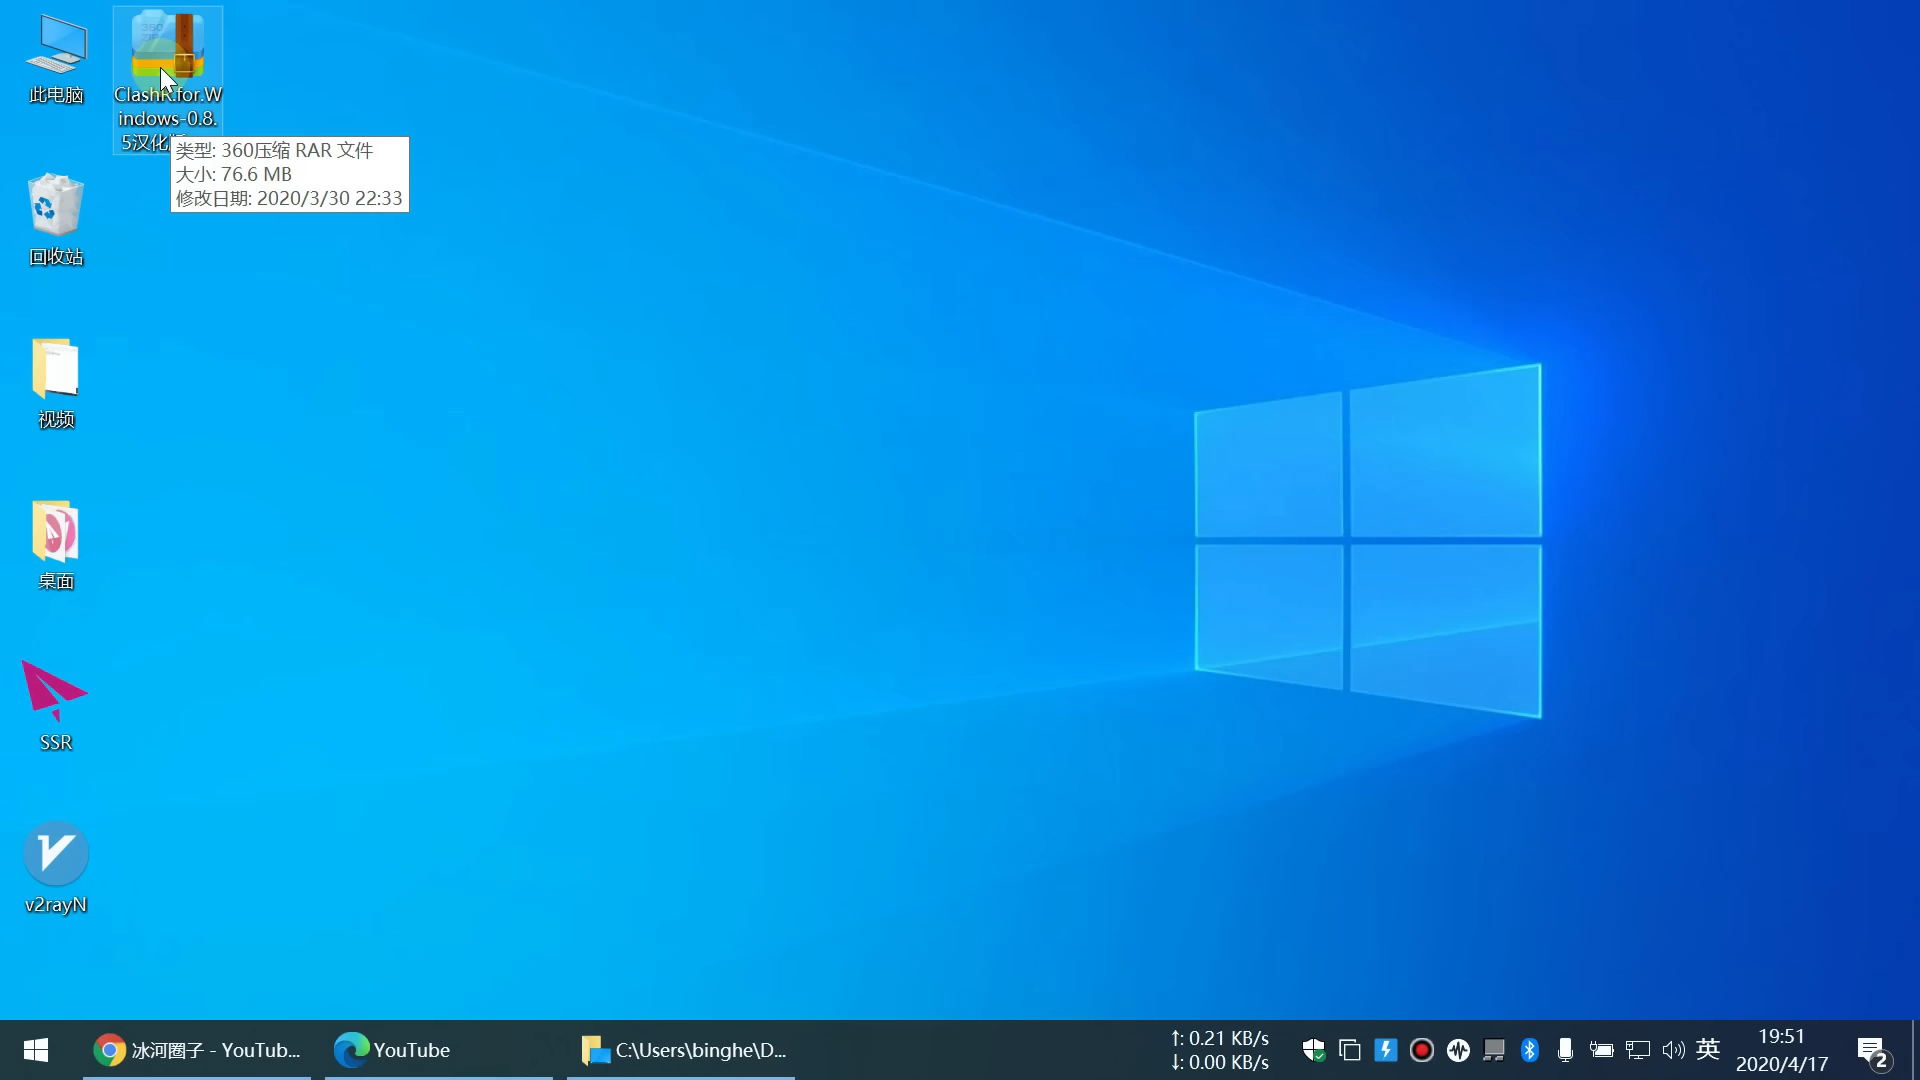 此电脑
ClashR.for.W
indows-0.8.
5汉化
类型: 360压缩 RAR 文件
大小: 76.6 MB
修改日期: 2020/3/30 22:33
回收站
视频
桌面
SSR
v2rayN
冰河圈子 - YouTub...
YouTube
C:\Users\binghe\D...
↑: 0.21 KB/s
↓: 0.00 KB/s
英
19:51
2020/4/17
2